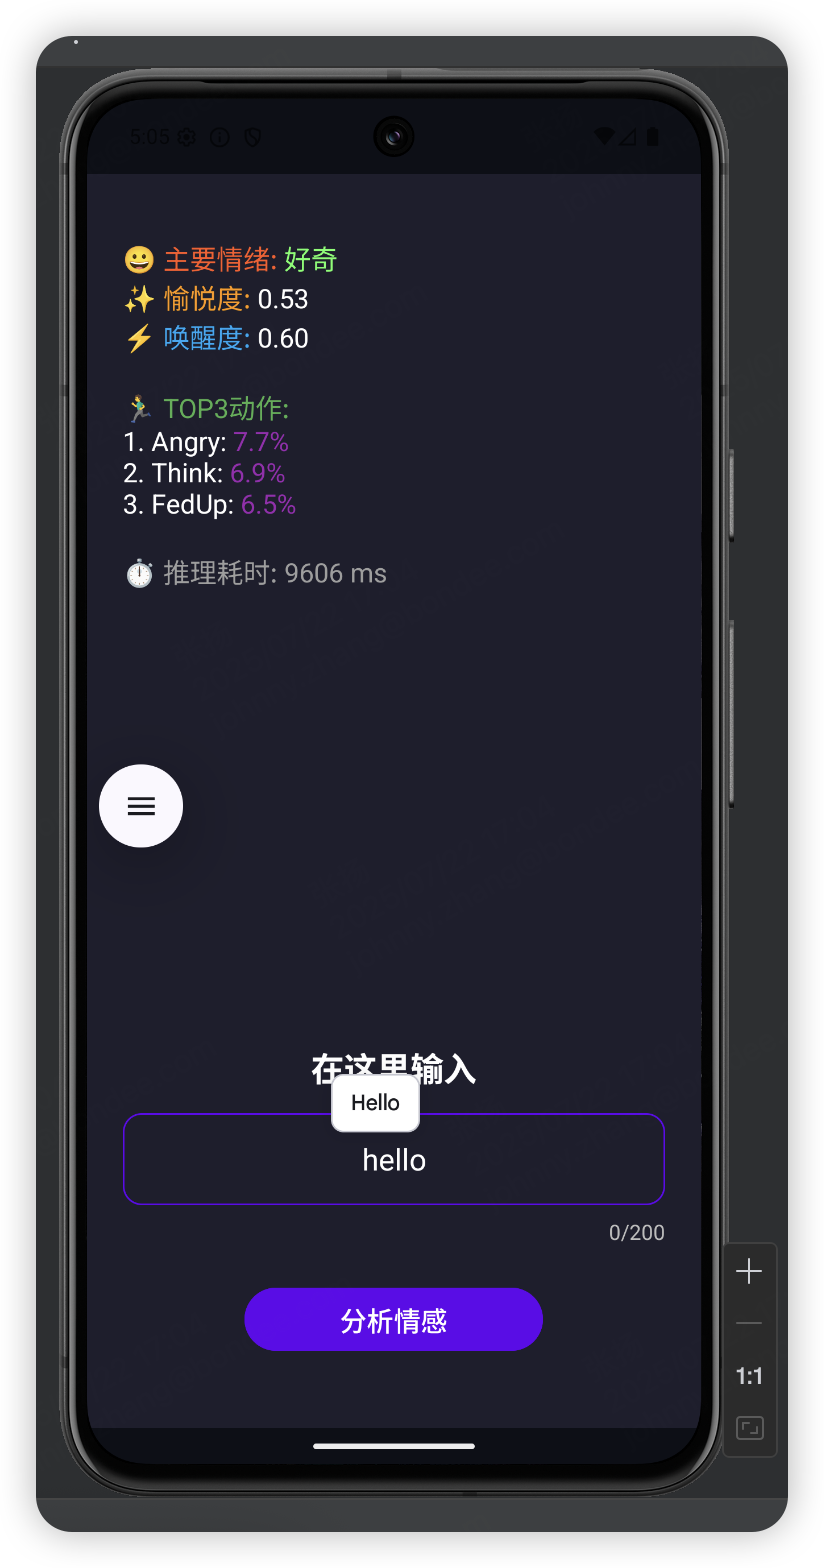 5:05
😀 主要情绪: 好奇
✨ 愉悦度: 0.53
⚡ 唤醒度: 0.60
🏃 TOP3动作:
1. Angry: 7.7%
2. Think: 6.9%
3. FedUp: 6.5%
⏱ 推理耗时: 9606 ms
在这里输入
Hello
hello
0/200
分析情感
1:1